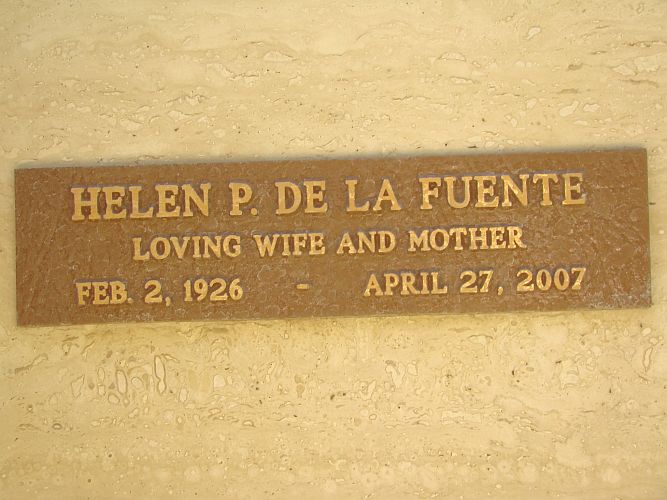 HELEN P. DE LA FUENTE
LOVING WIFE AND MOTHER
FEB. 2, 1926 - APRIL 27, 2007